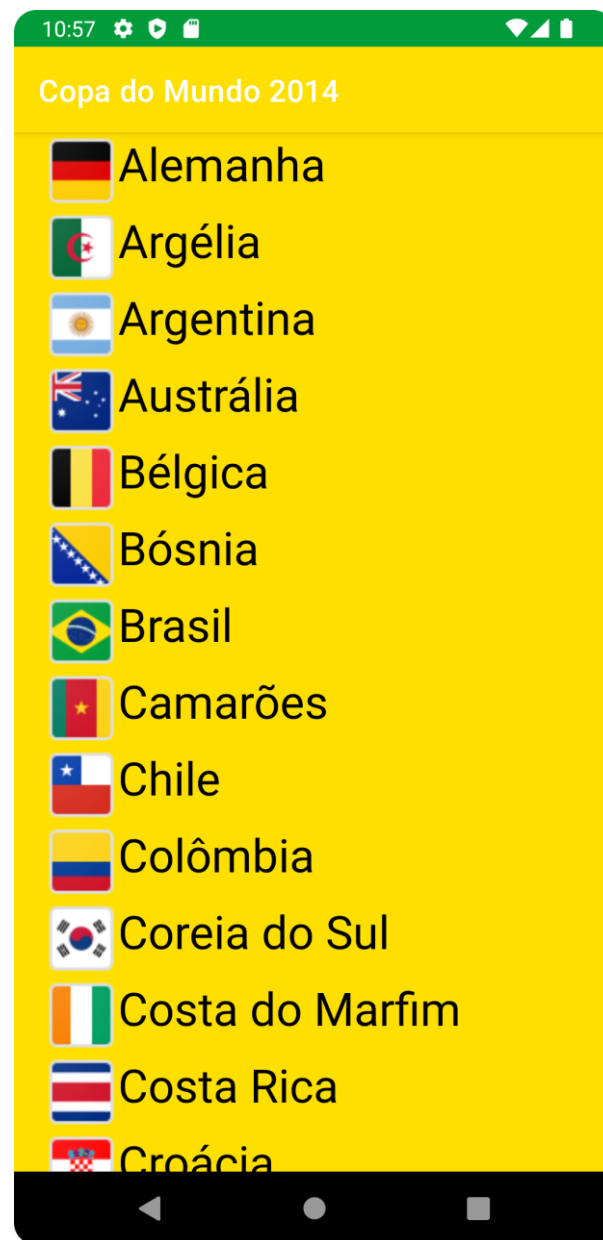 10:57
Copa do Mundo 2014
Alemanha
Argélia
Argentina
Austrália
Bélgica
Bósnia
Brasil
Camarões
Chile
Colômbia
Coreia do Sul
Costa do Marfim
Costa Rica
Croácia